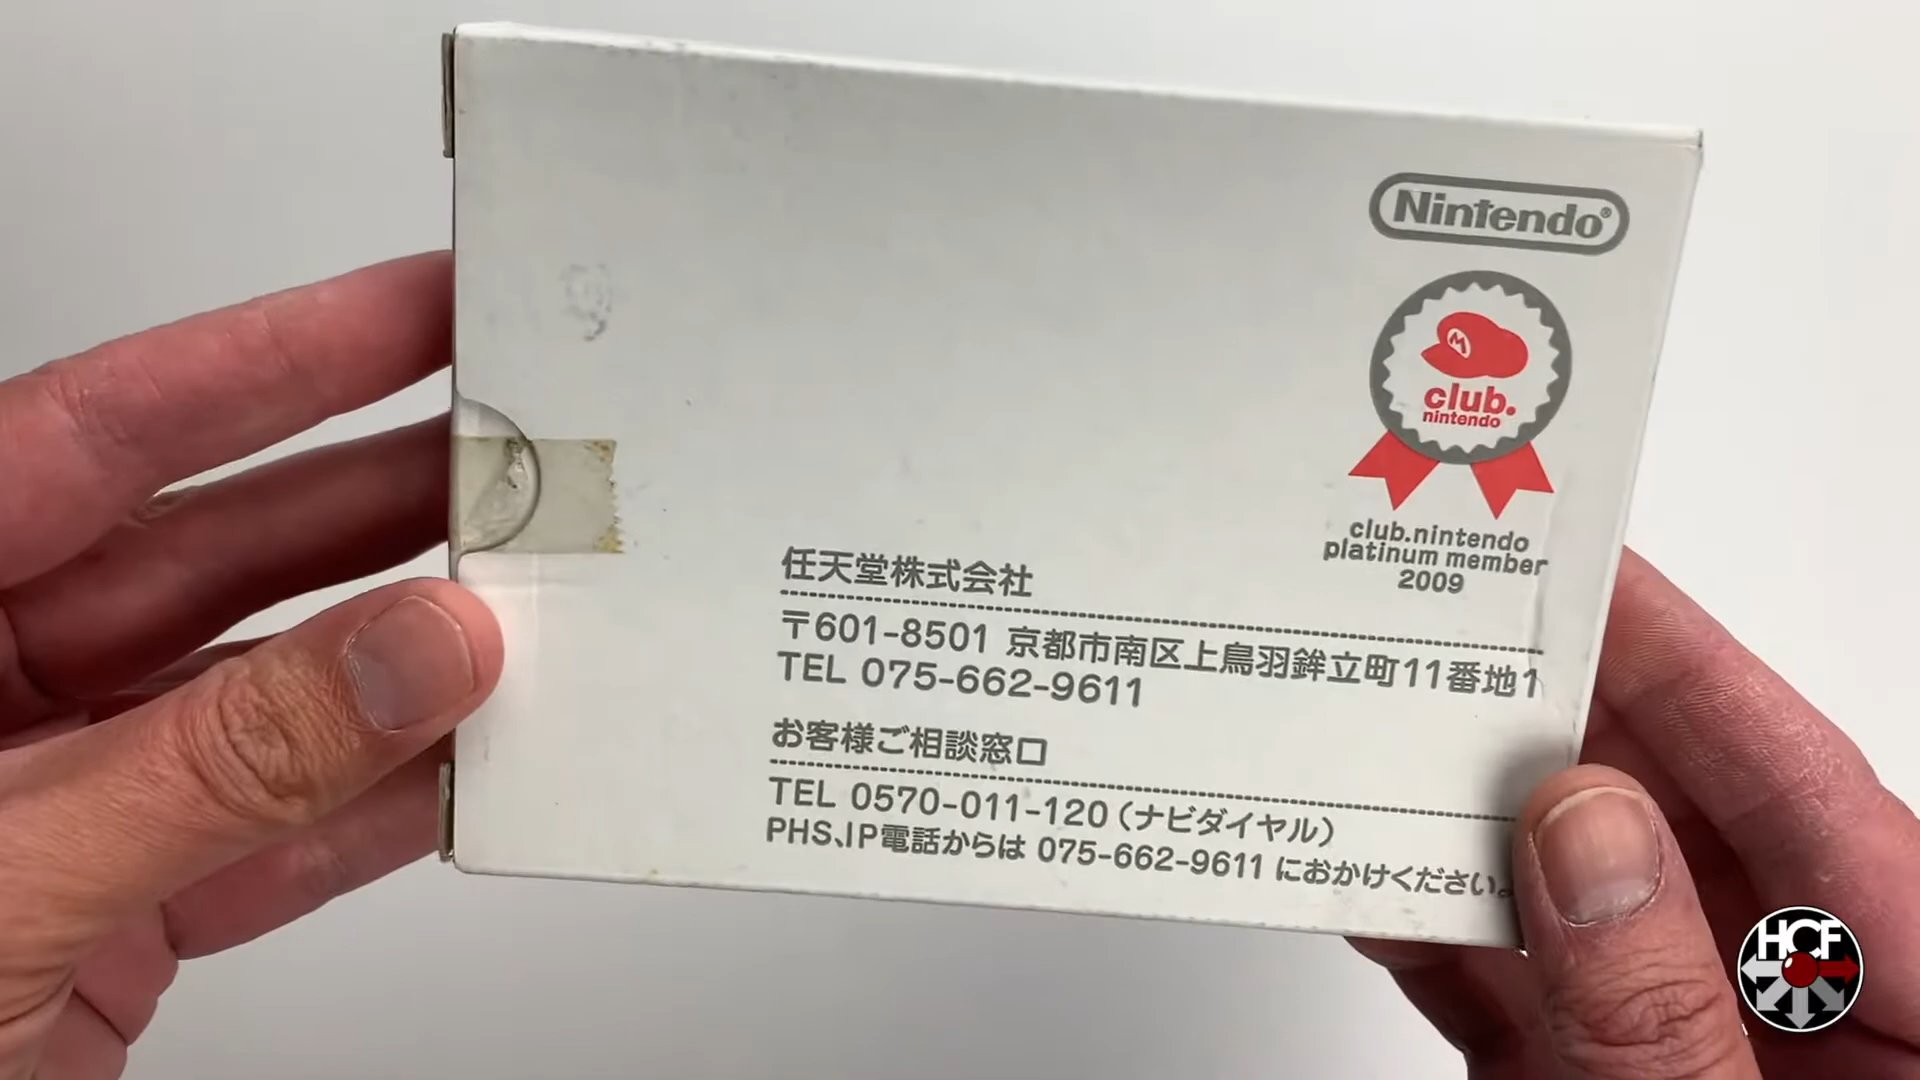 Nintendo®
M
club.
nintendo
club.nintendo
platinum member
2009
任天堂株式会社
〒601-8501 京都市南区上鳥羽鉾立町11番地1
TEL 075-662-9611
お客様ご相談窓口
TEL 0570-011-120（ナビダイヤル）
PHS、IP電話からは 075-662-9611 におかけください。
HCF